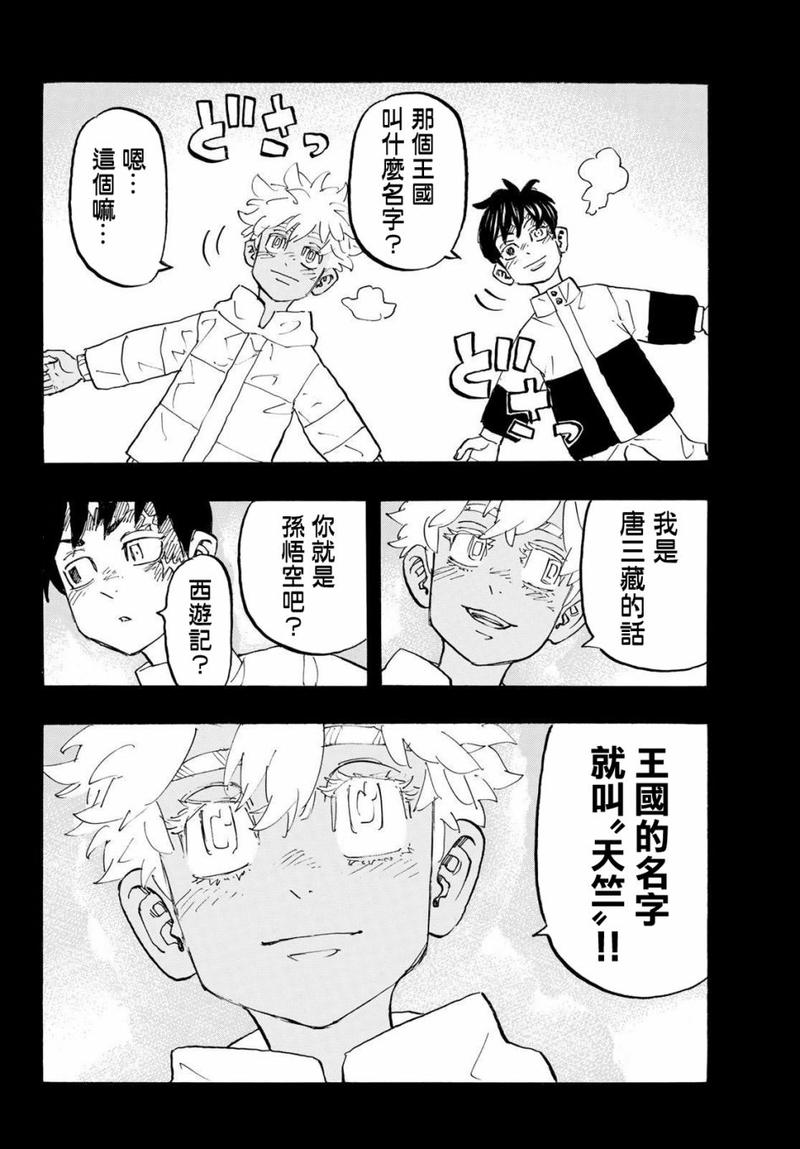 那個王國
叫什麼名字？
どさっ
どさっ
嗯…
這個嘛…
我是
唐三藏的話
你就是
孫悟空吧？
西遊記？
王國的名字
就叫〝天竺〞!!